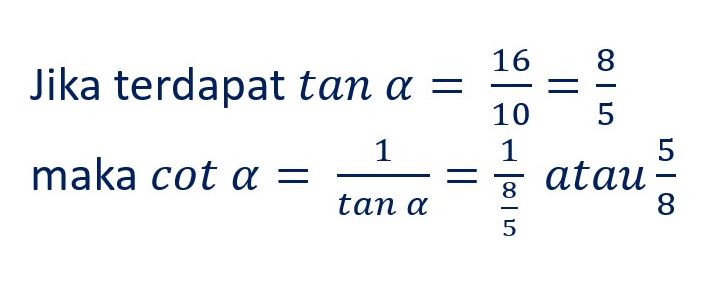 Jika terdapat tan α = 16/10 = 8/5
maka cot α = 1/tan α = 1/(8/5) atau 5/8